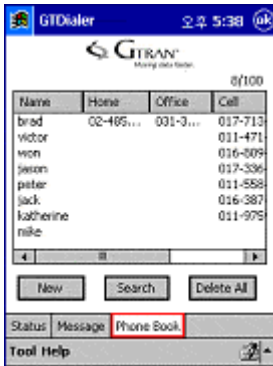 GTDialer 오후 5:38 ok
GTRAN
Moving data faster.
8/100
Name Home Office Cell
brad 02-485... 031-3... 017-713
victor 011-471
won 016-809
jason 017-336
peter 011-558
jack 016-387
katherine 011-975
mike
New Search Delete All
Status Message Phone Book
Tool Help